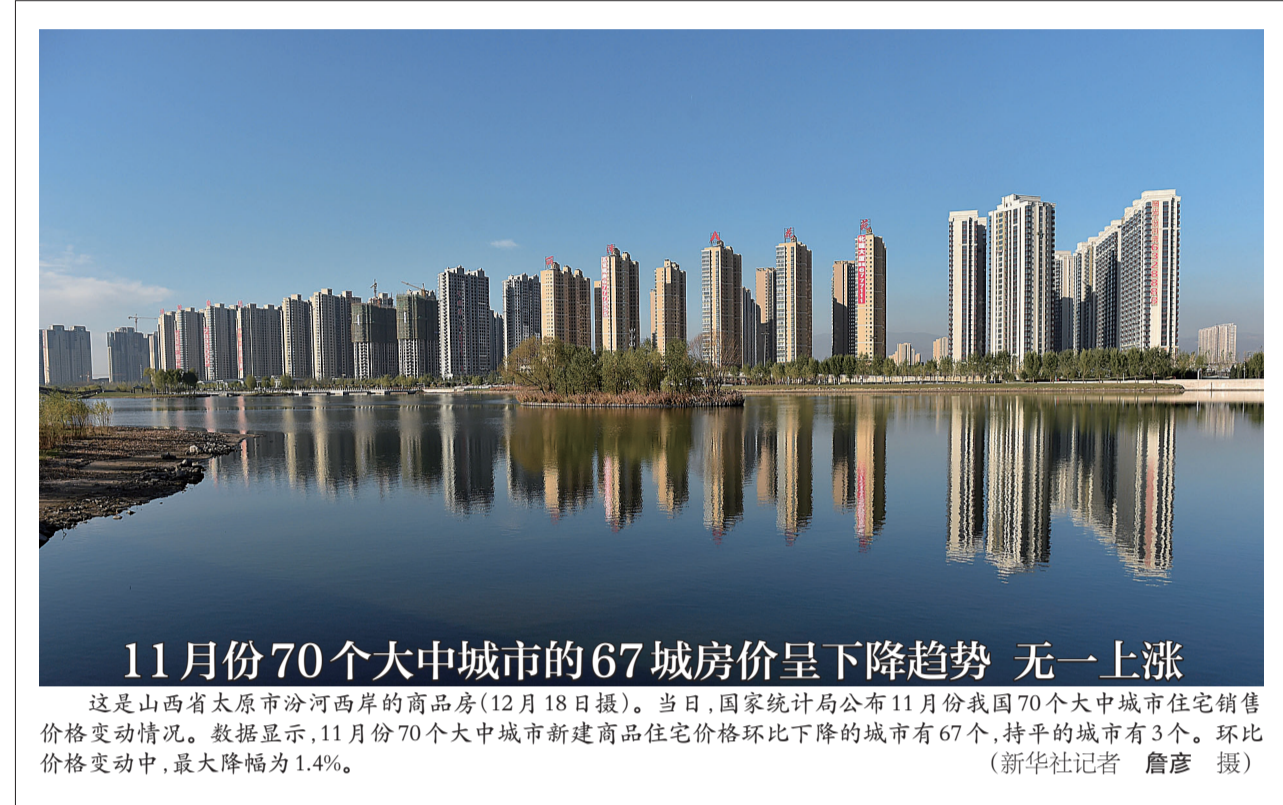 11月份70个大中城市的67城房价呈下降趋势 无一上涨
这是山西省太原市汾河西岸的商品房(12月18日摄)。当日,国家统计局公布11月份我国70个大中城市住宅销售
价格变动情况。数据显示,11月份70个大中城市新建商品住宅价格环比下降的城市有67个,持平的城市有3个。环比
价格变动中,最大降幅为1.4%。 (新华社记者 詹彦 摄)